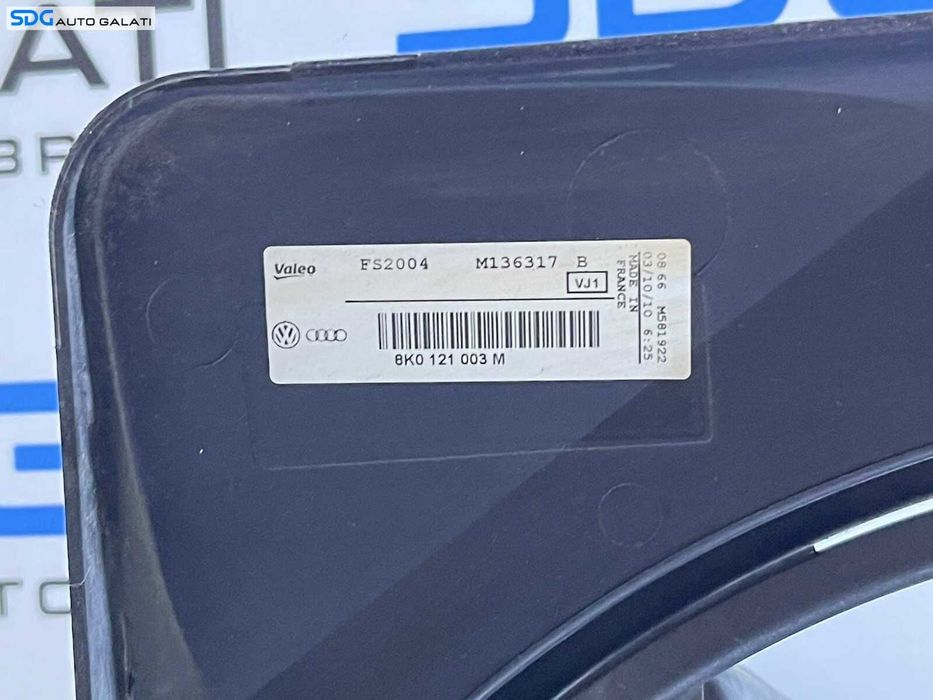 SDG AUTO GALATI
Valeo FS2004 M136317 B
VJ1
8K0 121 003 M
MADE IN
FRANCE
03/10/10 6:25
08 66 M581922